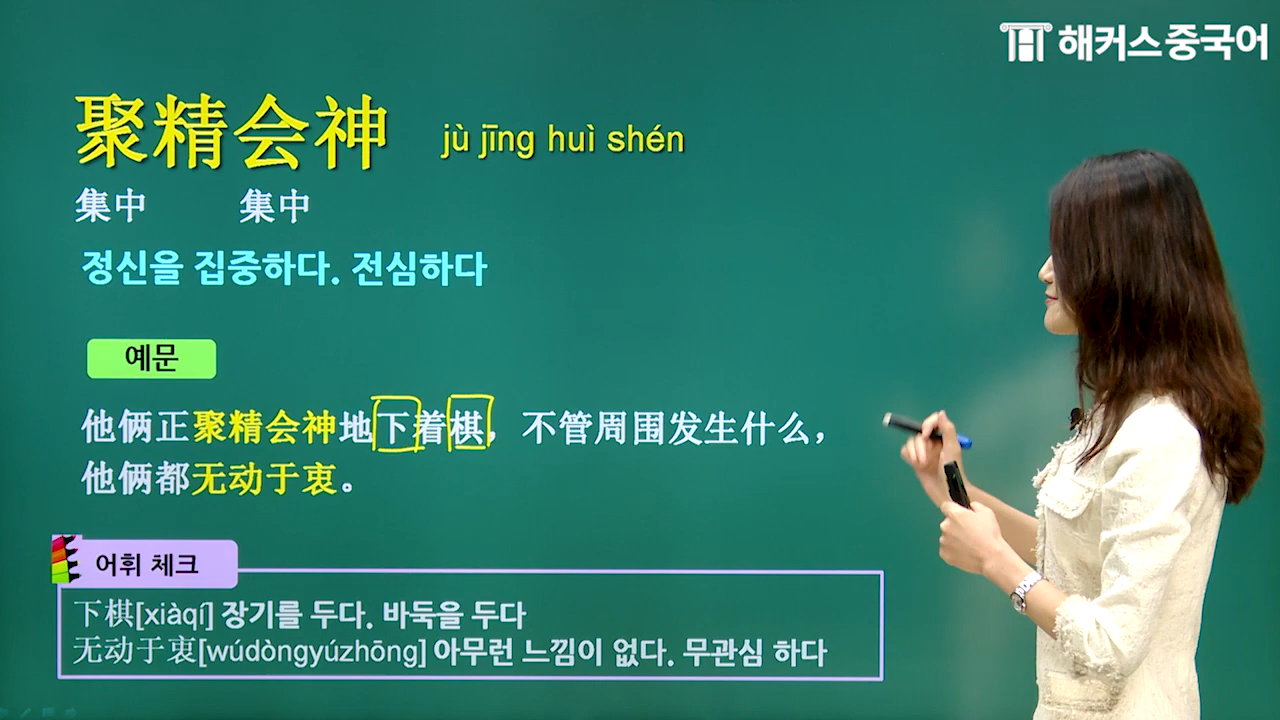 해커스중국어
聚精会神 jù jīng huì shén
集中 集中
정신을 집중하다. 전심하다
예문
他俩正聚精会神地下着棋，不管周围发生什么，
他俩都无动于衷。
어휘 체크
下棋[xiàqí] 장기를 두다. 바둑을 두다
无动于衷[wúdòngyúzhōng] 아무런 느낌이 없다. 무관심 하다